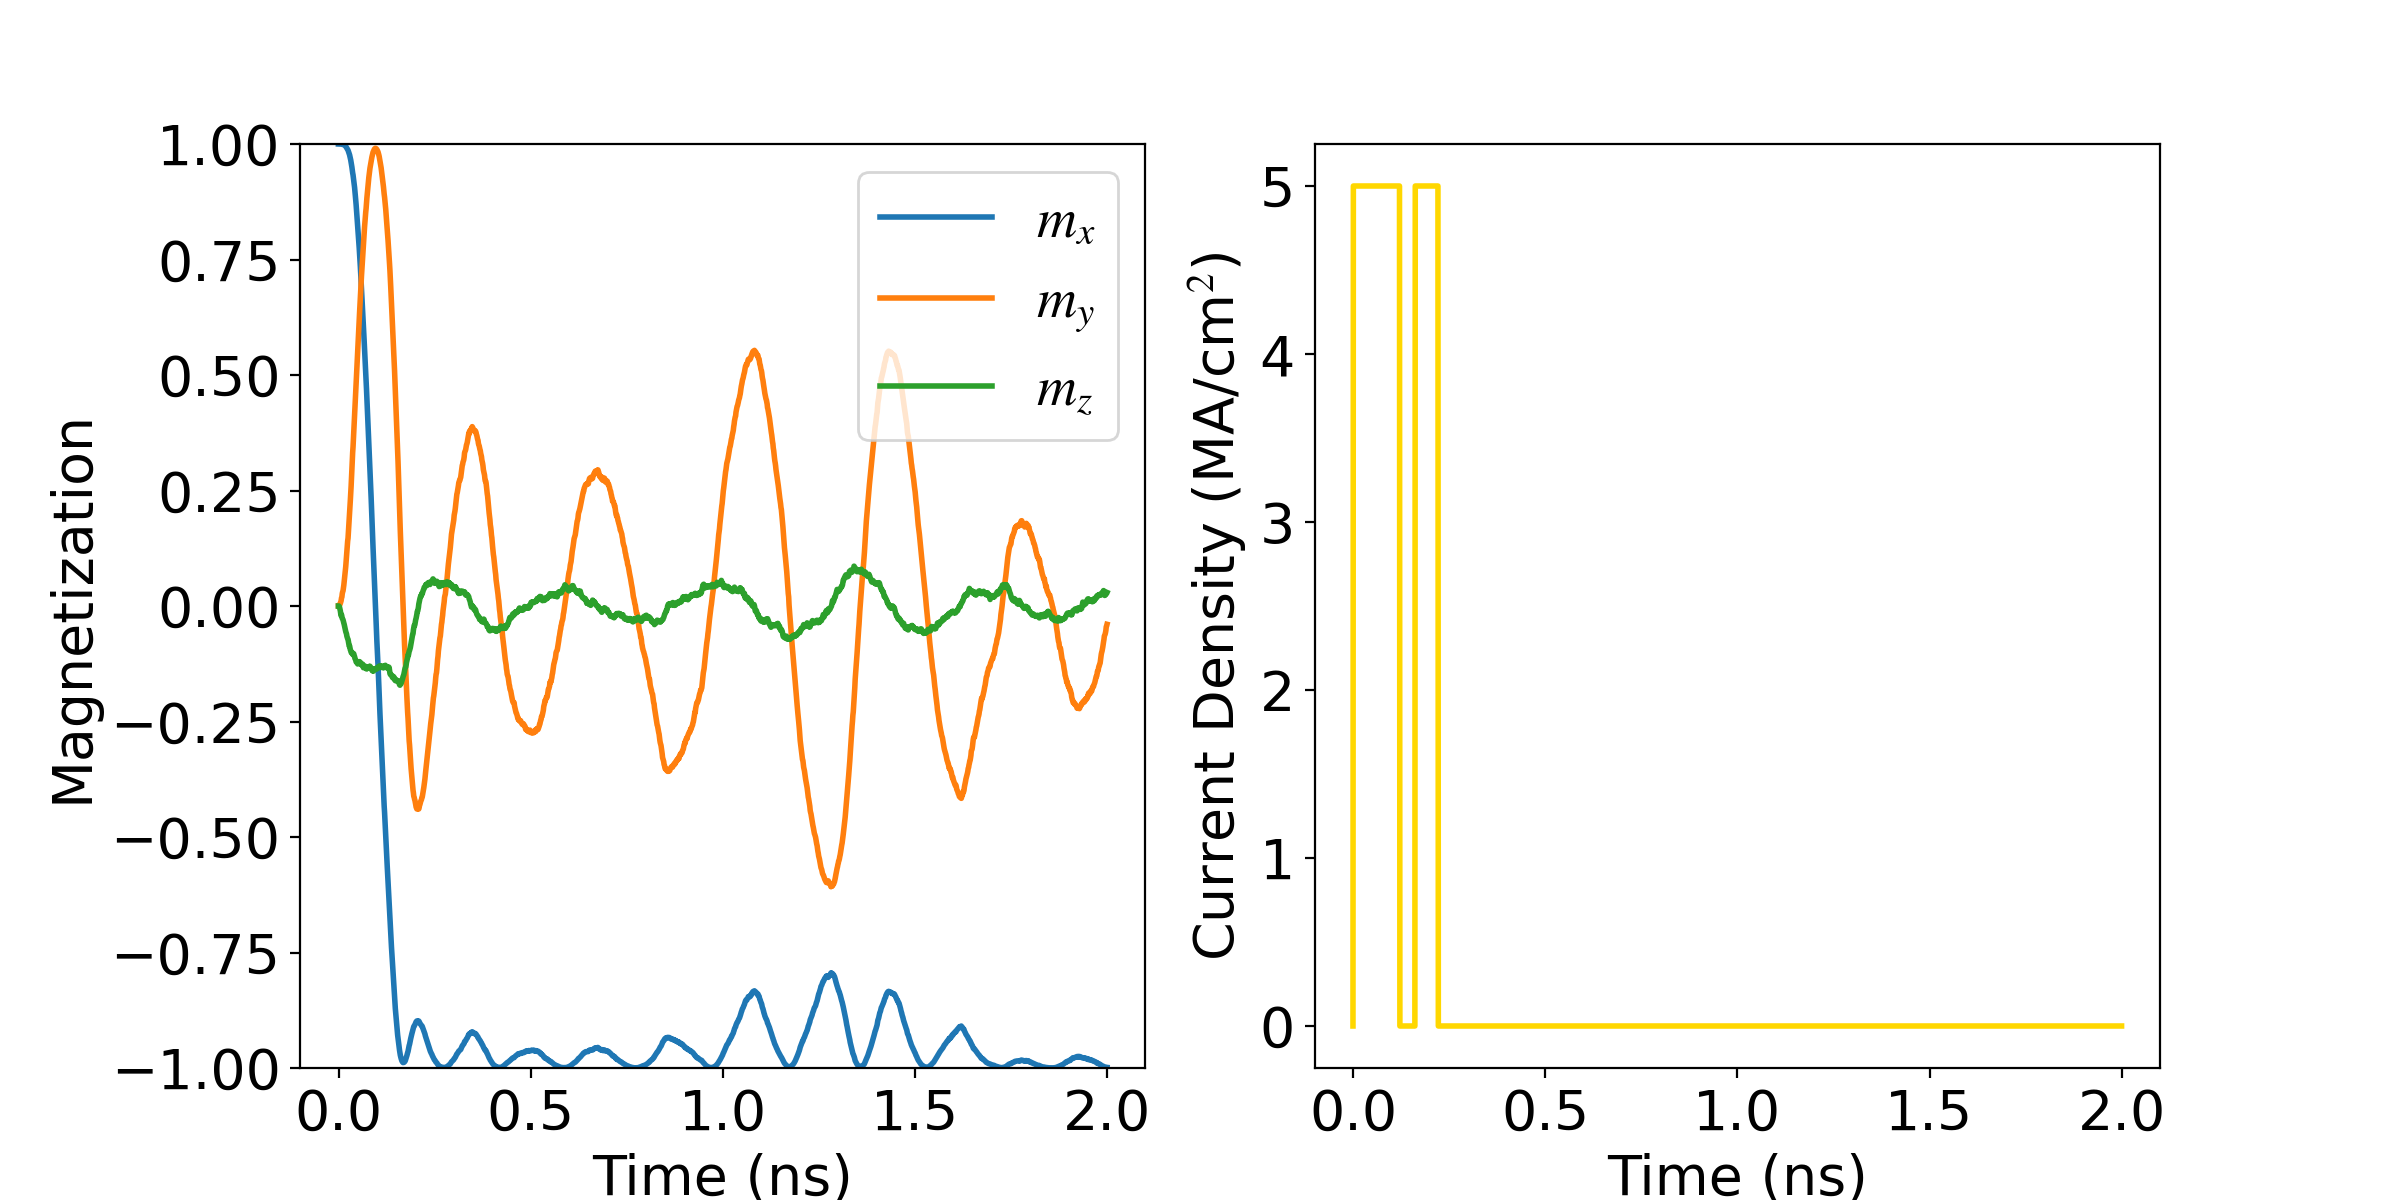 Magnetization
1.00
0.75
0.50
0.25
0.00
−0.25
−0.50
−0.75
−1.00
0.0 0.5 1.0 1.5 2.0
Time (ns)
m_x
m_y
m_z
Current Density (MA/cm²)
5
4
3
2
1
0
0.0 0.5 1.0 1.5 2.0
Time (ns)